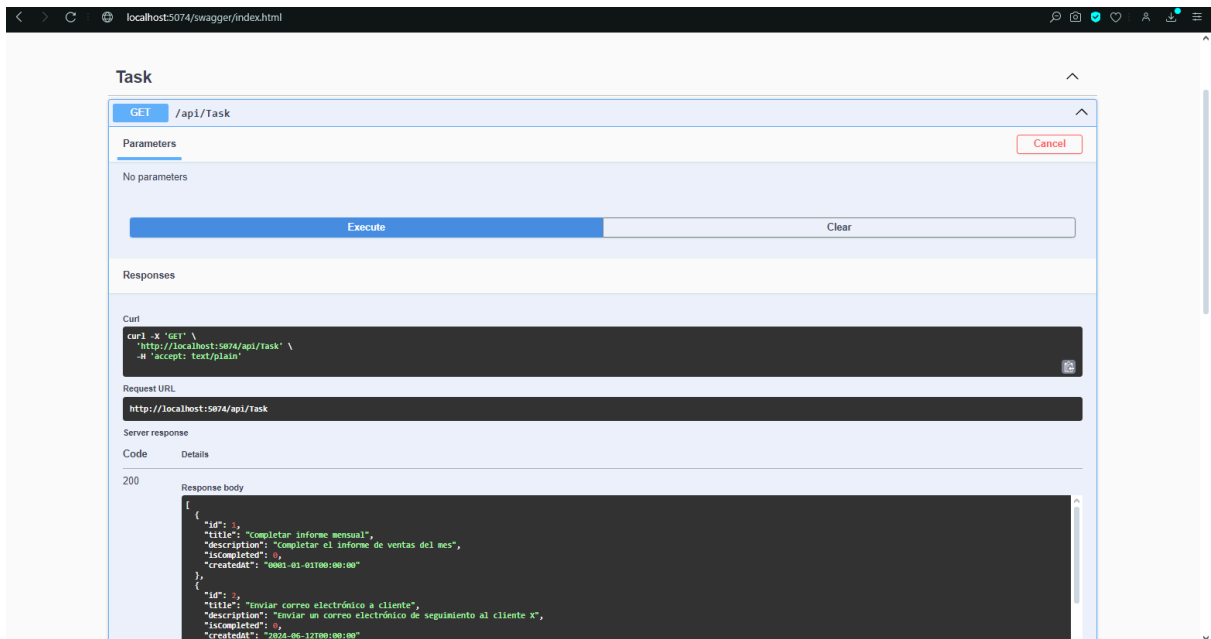 localhost:5074/swagger/index.html
Task
GET /api/Task
Parameters
Cancel
No parameters
Execute
Clear
Responses
Curl
curl -X 'GET' \
'http://localhost:5074/api/Task' \
-H 'accept: text/plain'
Request URL
http://localhost:5074/api/Task
Server response
Code Details
200
Response body
[
{
"id": 1,
"title": "Completar informe mensual",
"description": "Completar el informe de ventas del mes",
"isCompleted": 0,
"createdAt": "0001-01-01T00:00:00"
},
{
"id": 2,
"title": "Enviar correo electrónico a cliente",
"description": "Enviar un correo electrónico de seguimiento al cliente X",
"isCompleted": 0,
"createdAt": "2024-06-12T00:00:00"